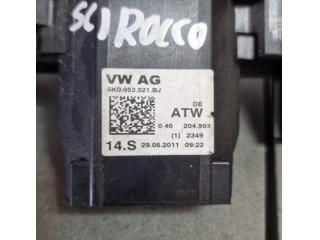 SCIROCCO
VW AG
5K0.953.521.BJ
DE
ATW
0 40 204.993
(1) 2349
14.S 29.06.2011 09:22